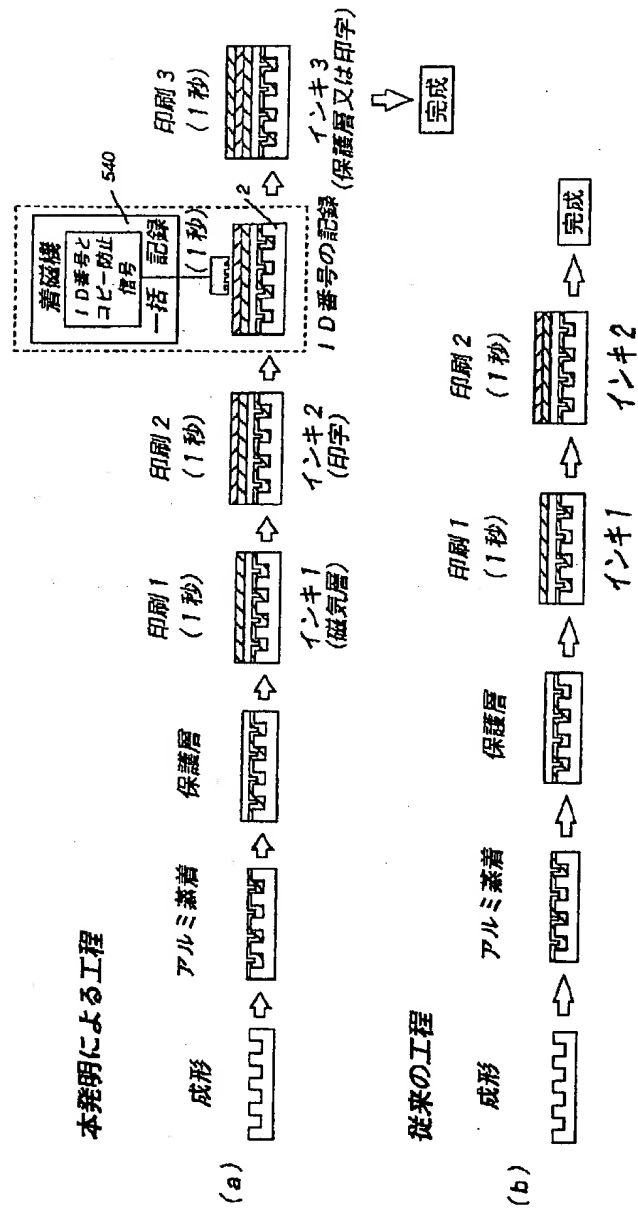 本発明による工程
(a)
成形
アルミ蒸着
保護層
印刷1
(1秒)
インキ1
(磁気層)
印刷2
(1秒)
インキ2
(印字)
540
着磁機
ID番号と
コピー防止
信号
一括 記録
(1秒)
2
ID番号の記録
印刷3
(1秒)
インキ3
(保護層又は印字)
完成
従来の工程
(b)
成形
アルミ蒸着
保護層
印刷1
(1秒)
インキ1
印刷2
(1秒)
インキ2
完成